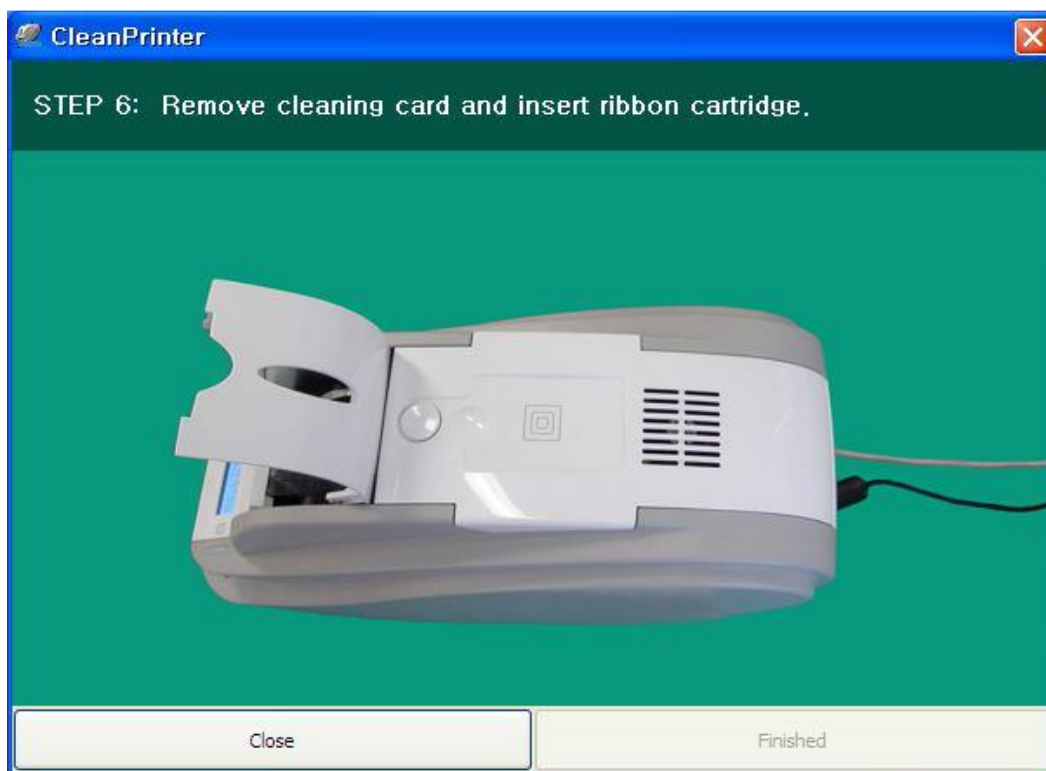 CleanPrinter
STEP 6: Remove cleaning card and insert ribbon cartridge.
Close
Finished